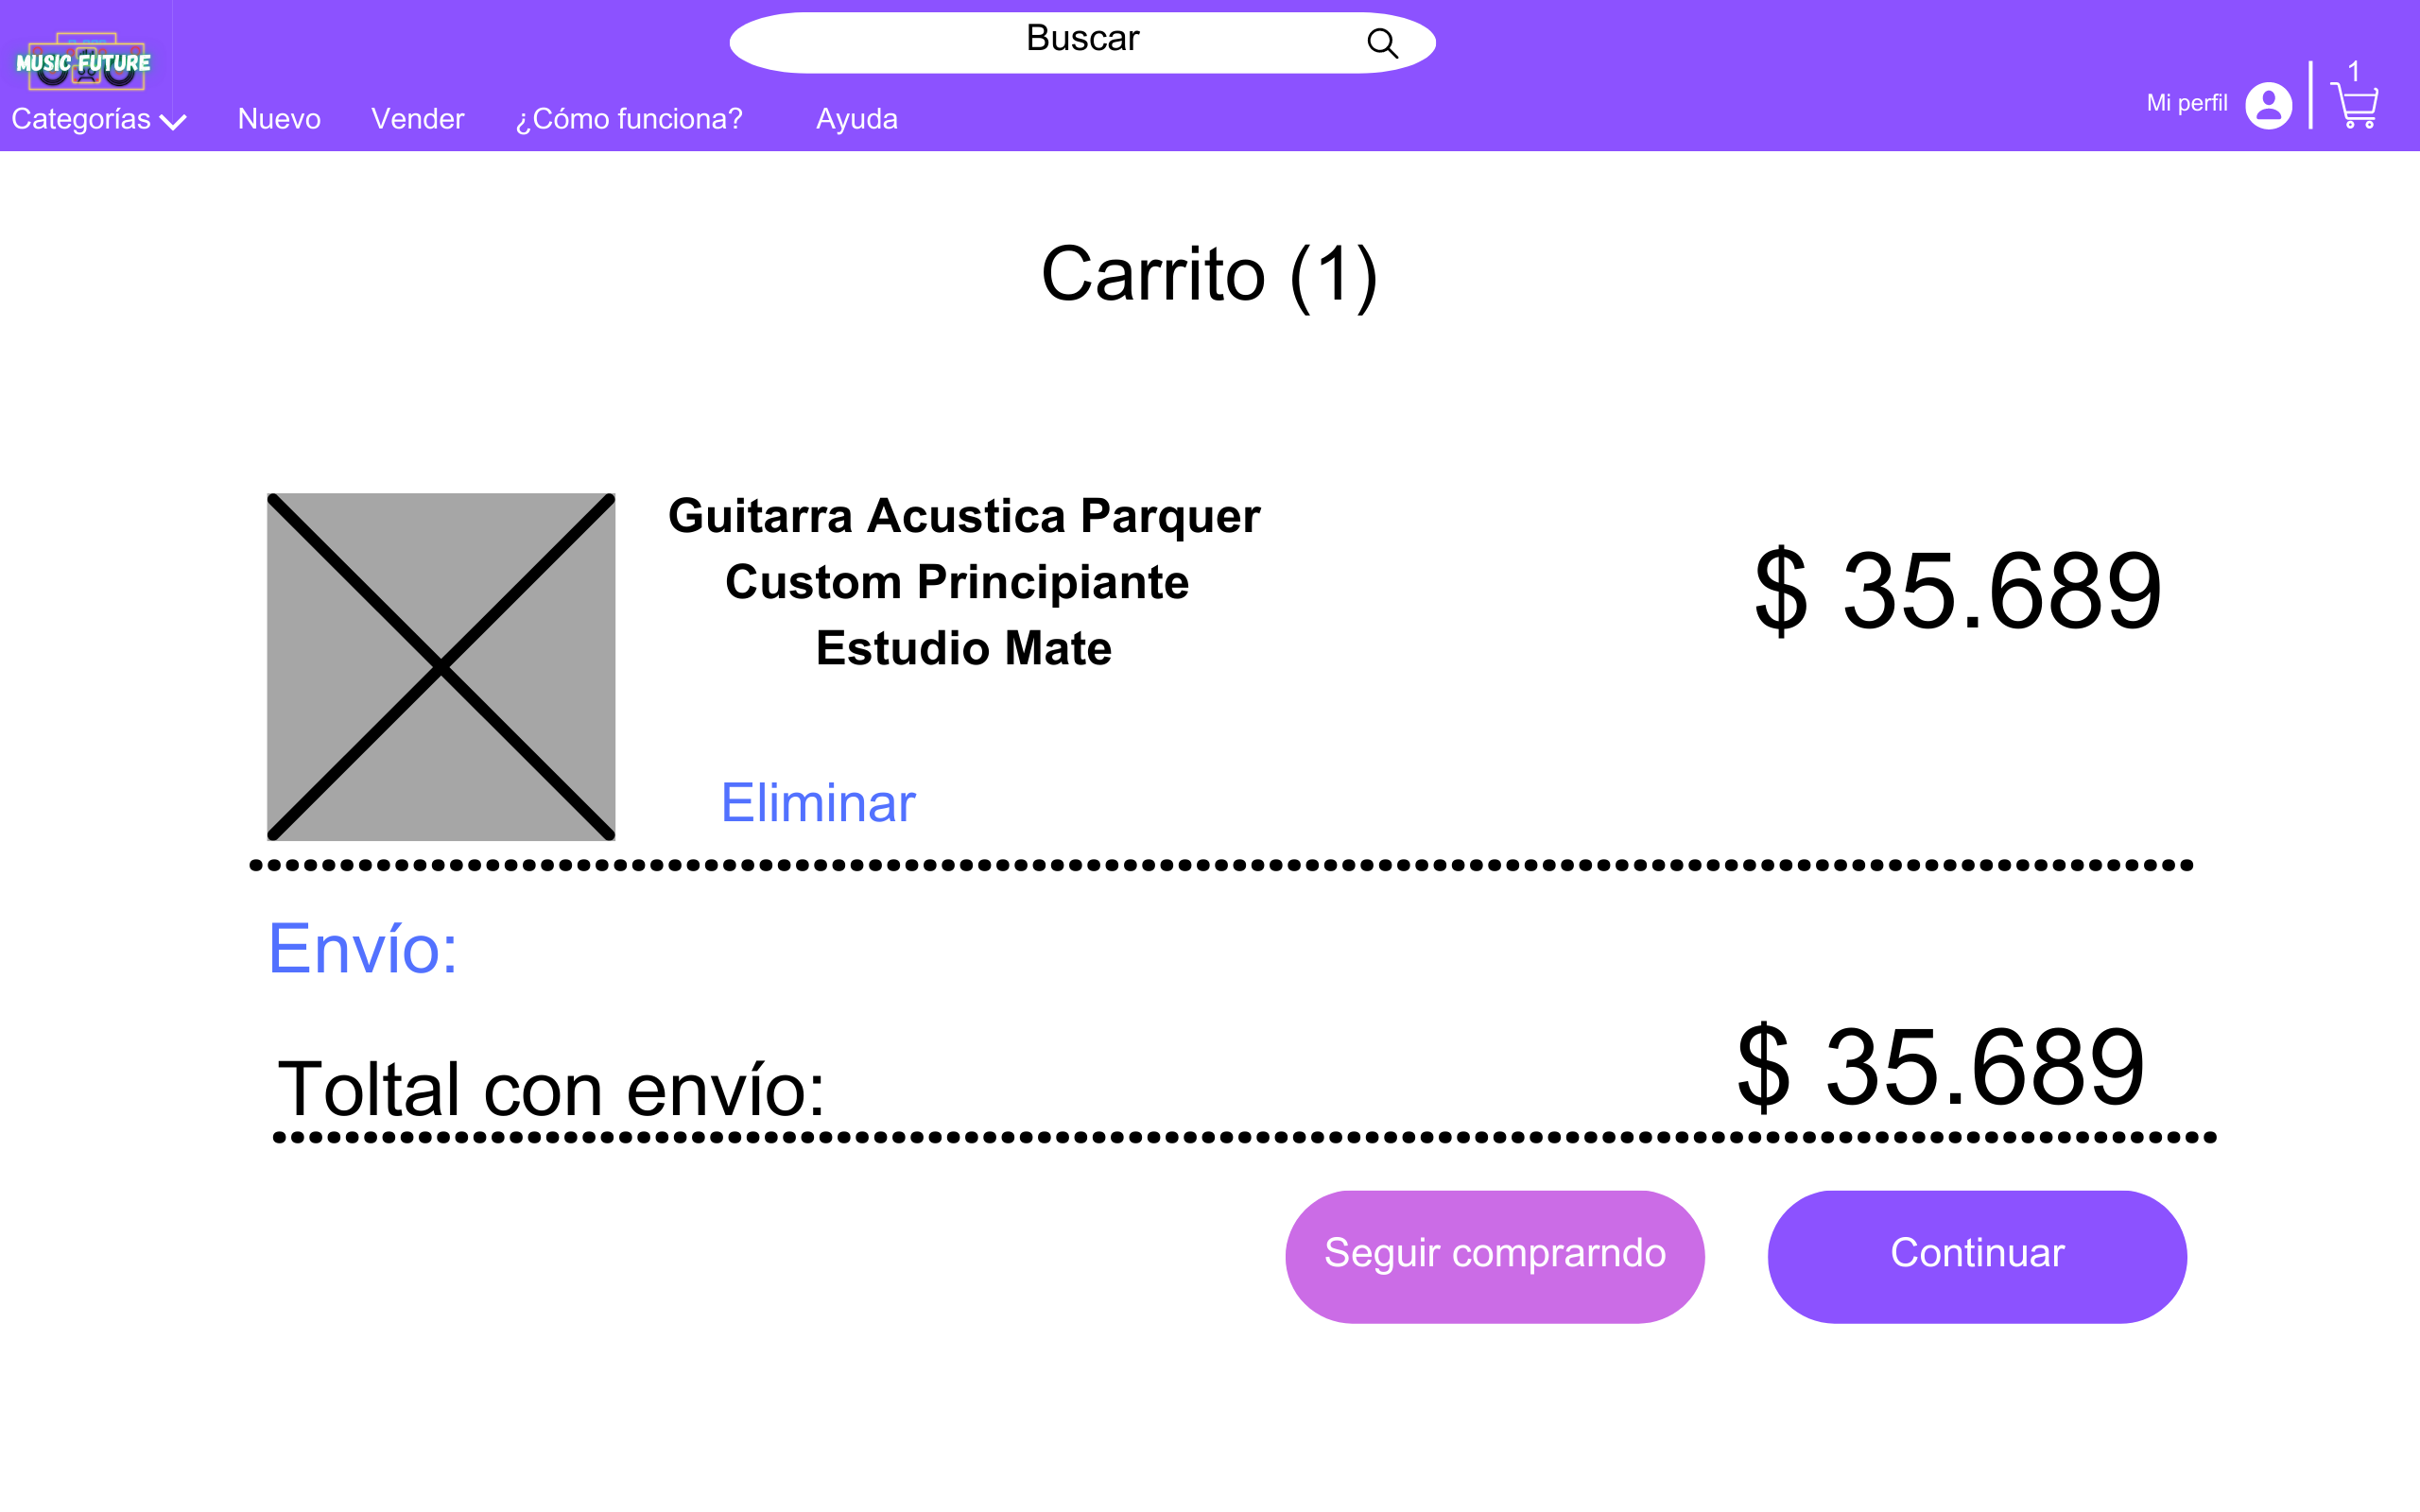 Buscar
MUSIC FUTURE
Categorías
Nuevo
Vender
¿Cómo funciona?
Ayuda
Mi perfil
1
Carrito (1)
Guitarra Acustica Parquer
Custom Principiante
Estudio Mate
$ 35.689
Eliminar
Envío:
Toltal con envío:
$ 35.689
Seguir comprarndo
Continuar